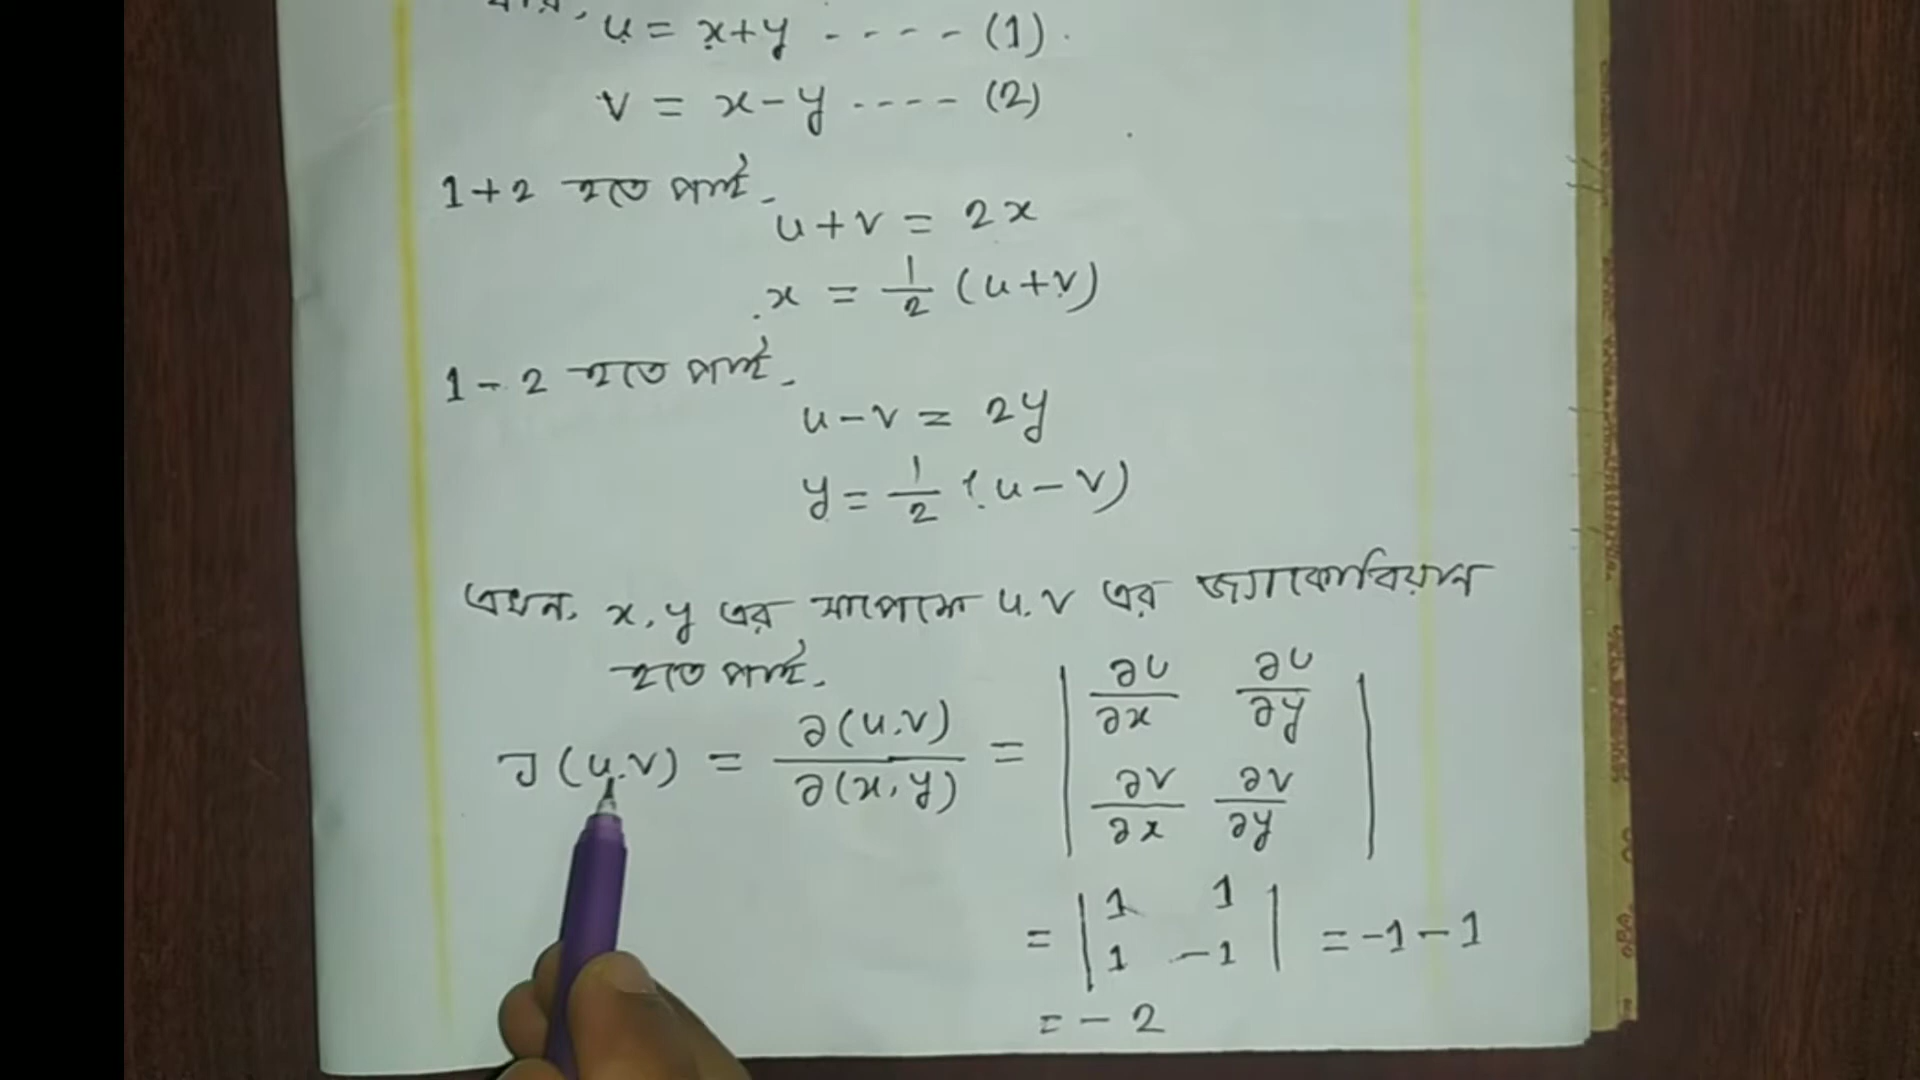 u = x+y ---- (1)
v = x-y ---- (2)
1+2 হতে পাই,
u+v = 2x
x = 1/2 (u+v)
1-2 হতে পাই,
u-v = 2y
y = 1/2 (u-v)
এখন, x, y এর সাপেক্ষে u, v এর জ্যাকোবিয়ান
হতে পাই,
J(u,v) = ∂(u,v)/∂(x,y) = | ∂u/∂x ∂u/∂y |
| ∂v/∂x ∂v/∂y |
= | 1 1 |
| 1 -1 | = -1-1
= -2